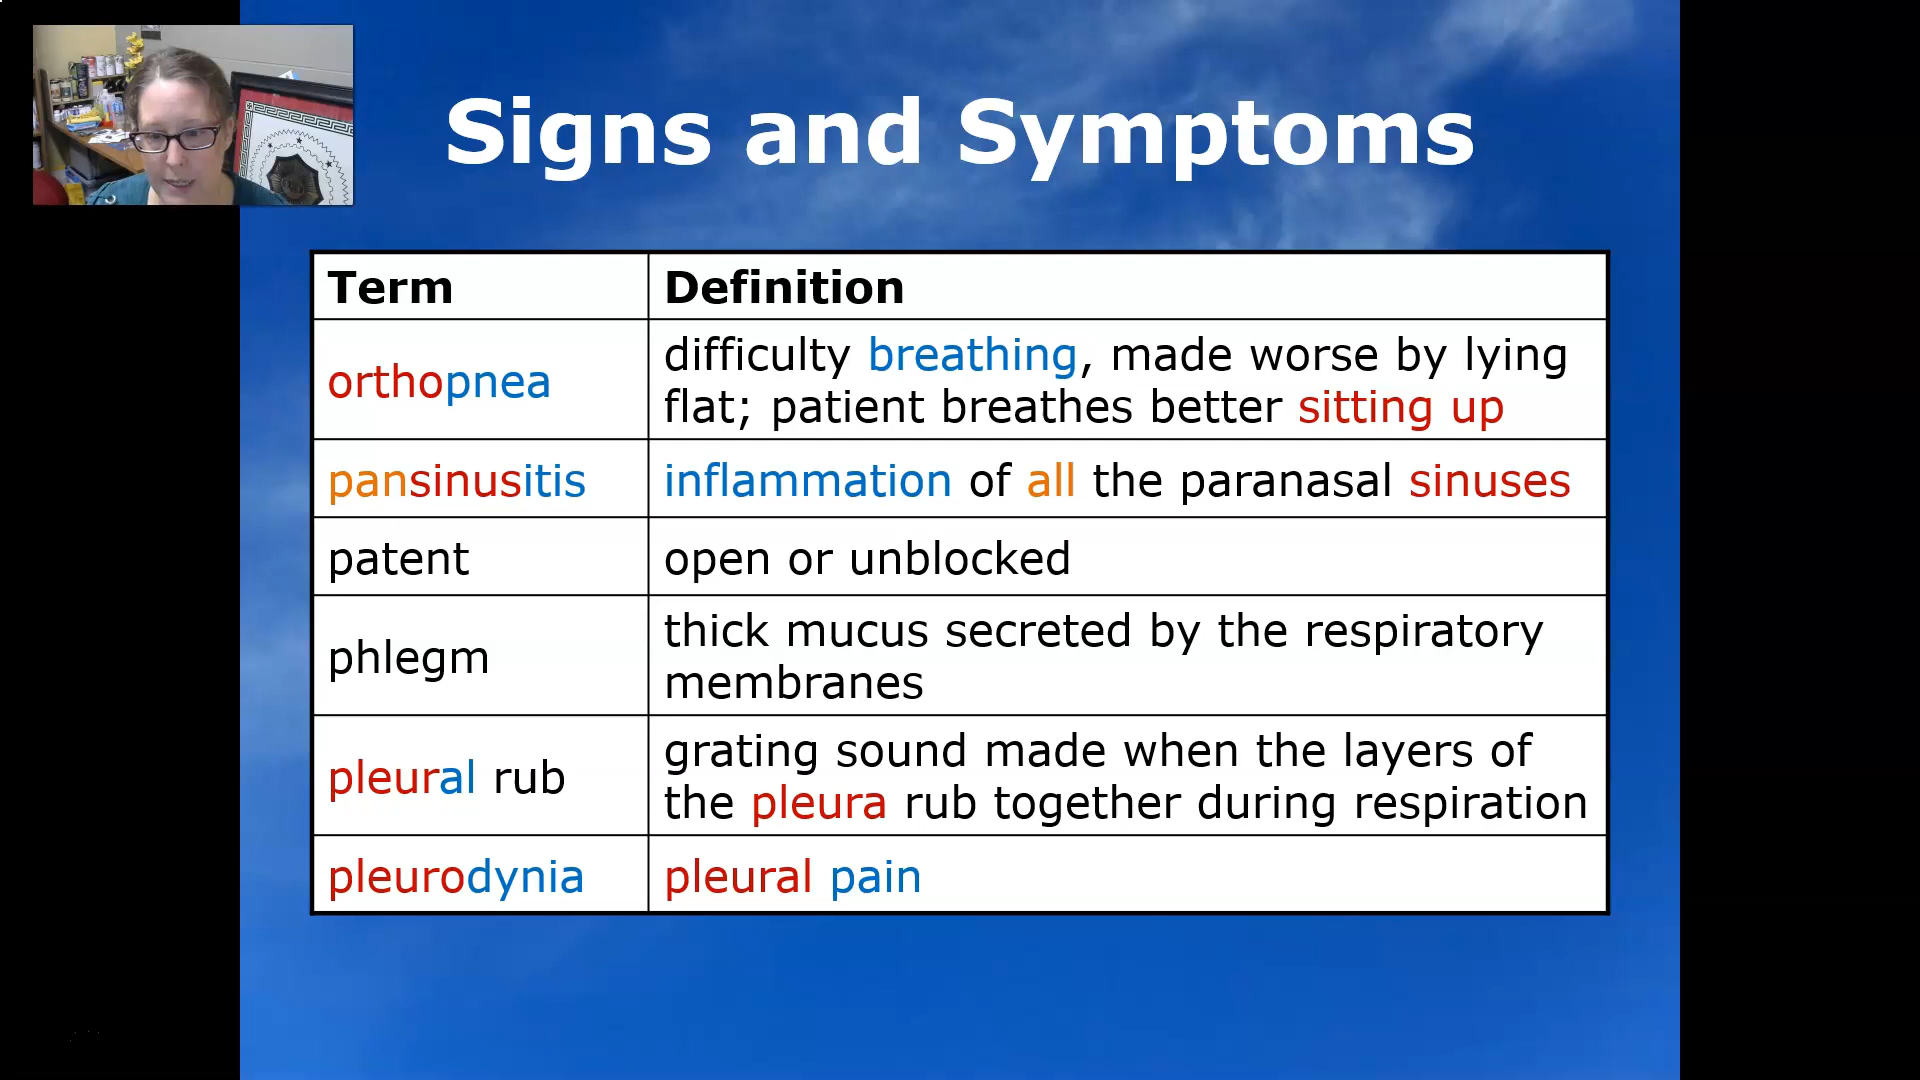 Signs and Symptoms
Term
Definition
orthopnea
difficulty breathing, made worse by lying
flat; patient breathes better sitting up
pansinusitis
inflammation of all the paranasal sinuses
patent
open or unblocked
phlegm
thick mucus secreted by the respiratory
membranes
pleural rub
grating sound made when the layers of
the pleura rub together during respiration
pleurodynia
pleural pain